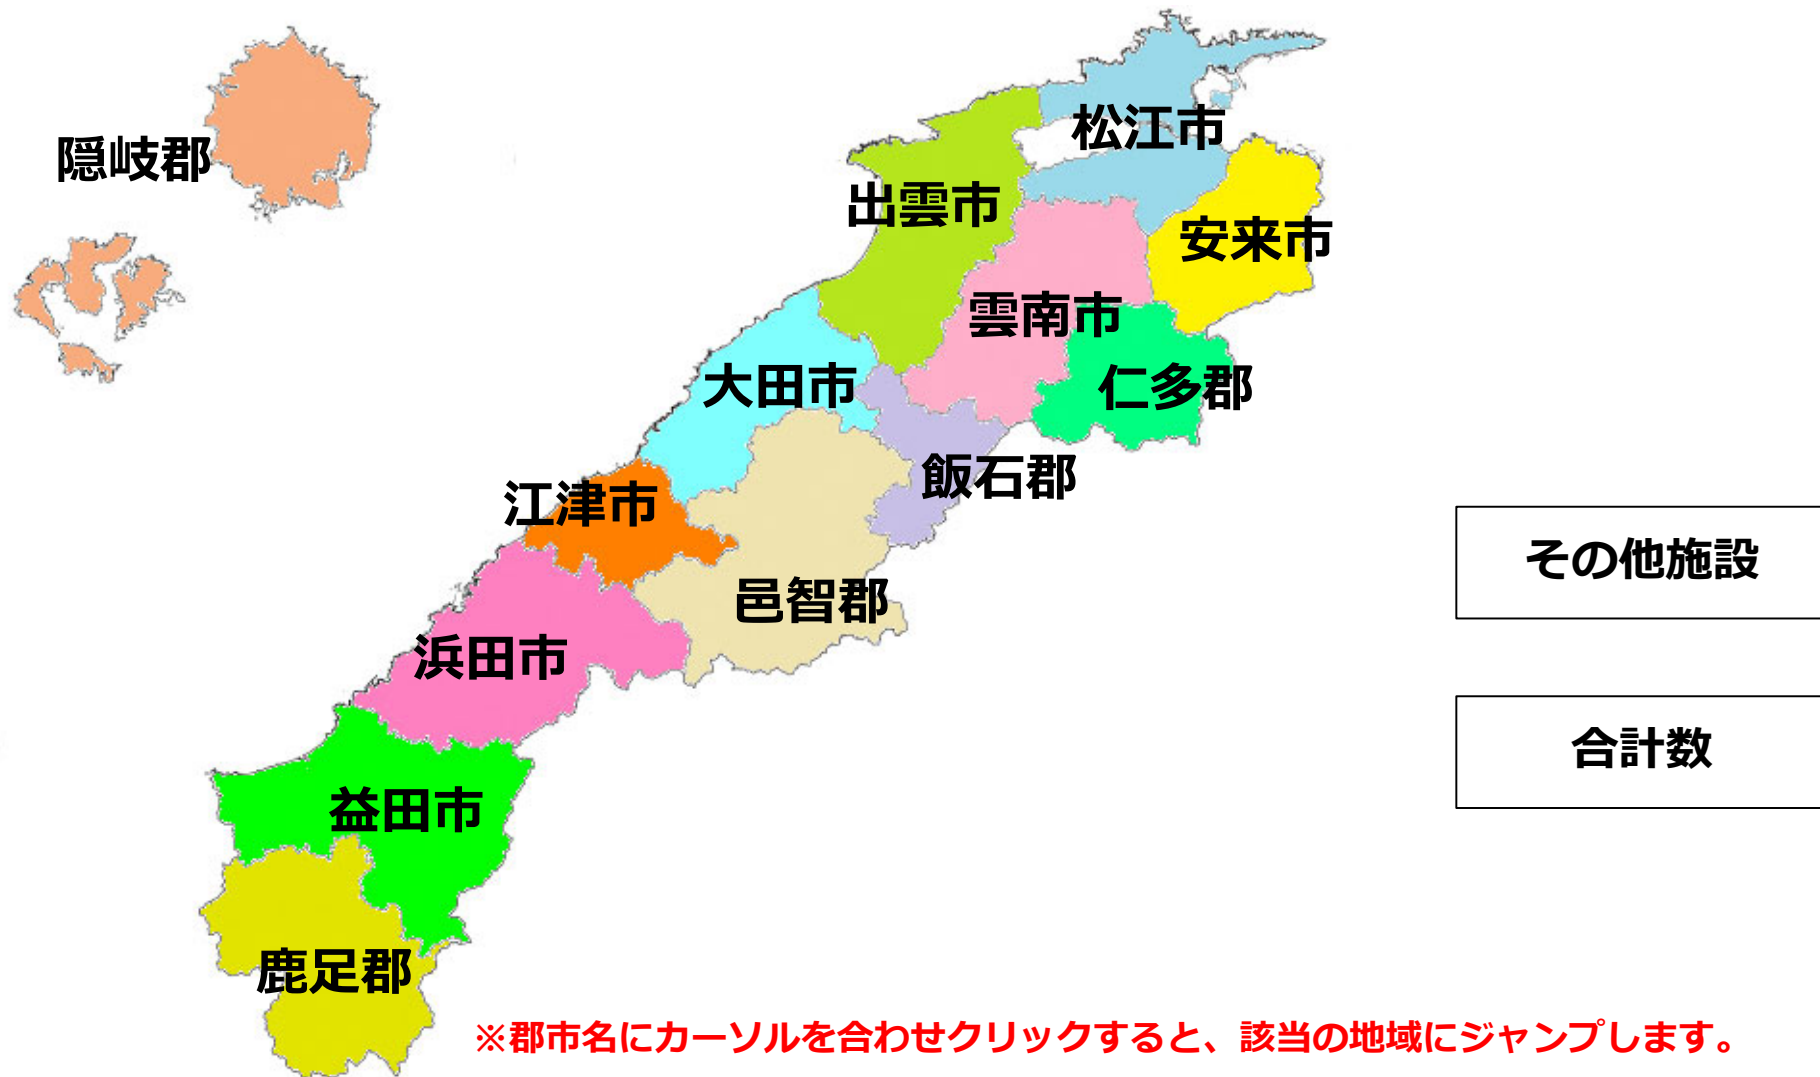 松江市
隠岐郡
出雲市
安来市
雲南市
大田市
仁多郡
飯石郡
江津市
その他施設
邑智郡
浜田市
合計数
益田市
鹿足郡
※郡市名にカーソルを合わせクリックすると、該当の地域にジャンプします。